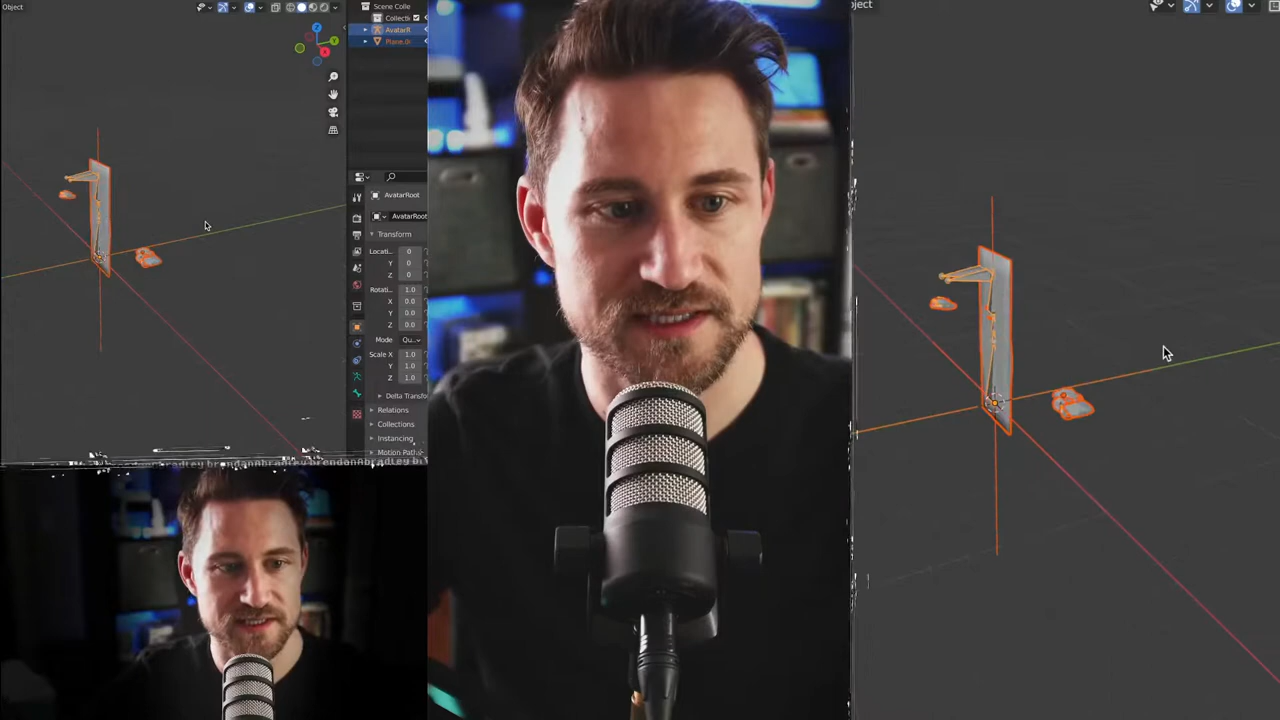 Object
Scene Colle
Collecti
AvatarR
Plane.0
AvatarRoot
AvatarRoot
Transform
Locati...
0
Y
0
Z
0
Rotati...
1.0
X
0.0
Y
0.0
Z
0.0
Mode
Qu...
Scale X
1.0
Y
1.0
Z
1.0
Delta Transfo
Relations
Collections
Instancing
Motion Paths
bject